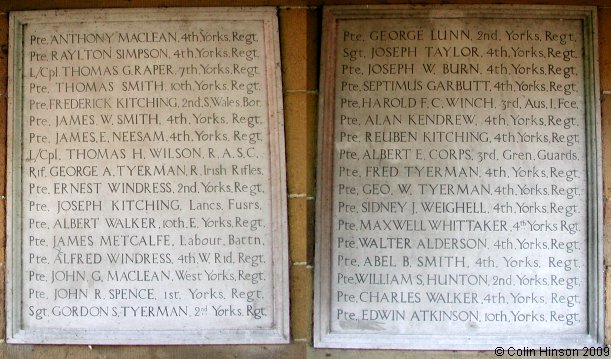 Pte, ANTHONY MACLEAN, 4th Yorks, Regt,
Pte, RAYLTON SIMPSON, 4th, Yorks, Regt,
L/Cpl, THOMAS GRAPER, 7th, Yorks, Regt,
Pte, THOMAS SMITH, 10th, Yorks, Regt,
Pte, FREDERICK KITCHING, 2nd, S, Wales, Bor,
Pte, JAMES, W, SMITH, 4th, Yorks, Regt,
Pte, JAMES, E, NEESAM, 4th, Yorks, Regt,
L/Cpl, THOMAS H, WILSON, R, A, S, C,
Rif, GEORGE A, TYERMAN, R, Irish Rifles,
Pte, ERNEST WINDRESS, 2nd, Yorks, Regt,
Pte, JOSEPH KITCHING, Lancs, Fusrs,
Pte, ALBERT WALKER, 10th, E, Yorks, Regt,
Pte, JAMES METCALFE, Labour, Battn,
Pte, ALFRED WINDRESS, 4th, W, Rid, Regt,
Pte, JOHN, G, MACLEAN, West Yorks, Regt,
Pte, JOHN R, SPENCE, 1st, Yorks, Regt,
Sgt, GORDON S, TYERMAN, 2nd Yorks, Rgt,
Pte, GEORGE LUNN, 2nd, Yorks, Regt,
Sgt, JOSEPH TAYLOR, 4th, Yorks, Regt,
Pte, JOSEPH W, BURN, 4th, Yorks, Regt,
Pte, SEPTIMUS GARBUTT, 4th, Yorks, Regt,
Pte, HAROLD F, C, WINCH, 3rd, Aus, I, Fce,
Pte, ALAN KENDREW, 4th, Yorks, Regt,
Pte, REUBEN KITCHING, 4th, Yorks, Regt,
Pte, ALBERT E, CORPS, 3rd, Gren, Guards,
Pte, FRED TYERMAN, 4th, Yorks, Regt,
Pte, GEO, W, TYERMAN, 4th, Yorks, Regt,
Pte, SIDNEY J, WEIGHELL, 4th, Yorks, Regt,
Pte, MAXWELL WHITTAKER, 4th Yorks Rgt,
Pte, WALTER ALDERSON, 4th, Yorks, Regt,
Pte, ABEL B, SMITH, 4th, Yorks, Regt,
Pte, WILLIAM S, HUNTON, 2nd, Yorks, Regt,
Pte, CHARLES WALKER, 4th, Yorks, Regt,
Pte, EDWIN ATKINSON, 10th, Yorks, Regt,
© Colin Hinson 2009